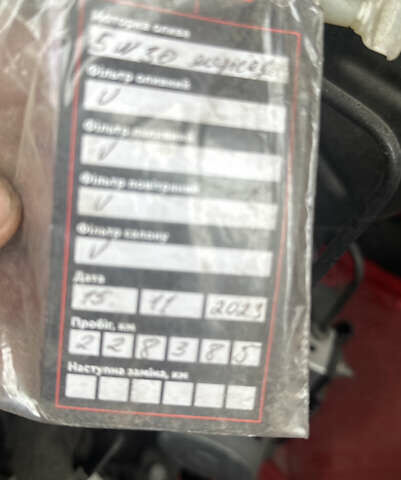 Моторна олива
5W30
Фільтр оливний
V
Фільтр паливний
V
Фільтр повітряний
V
Фільтр салону
V
Дата
15. 11 2023
Пробіг, км
2 2 8 3 8 5
Наступна заміна, км